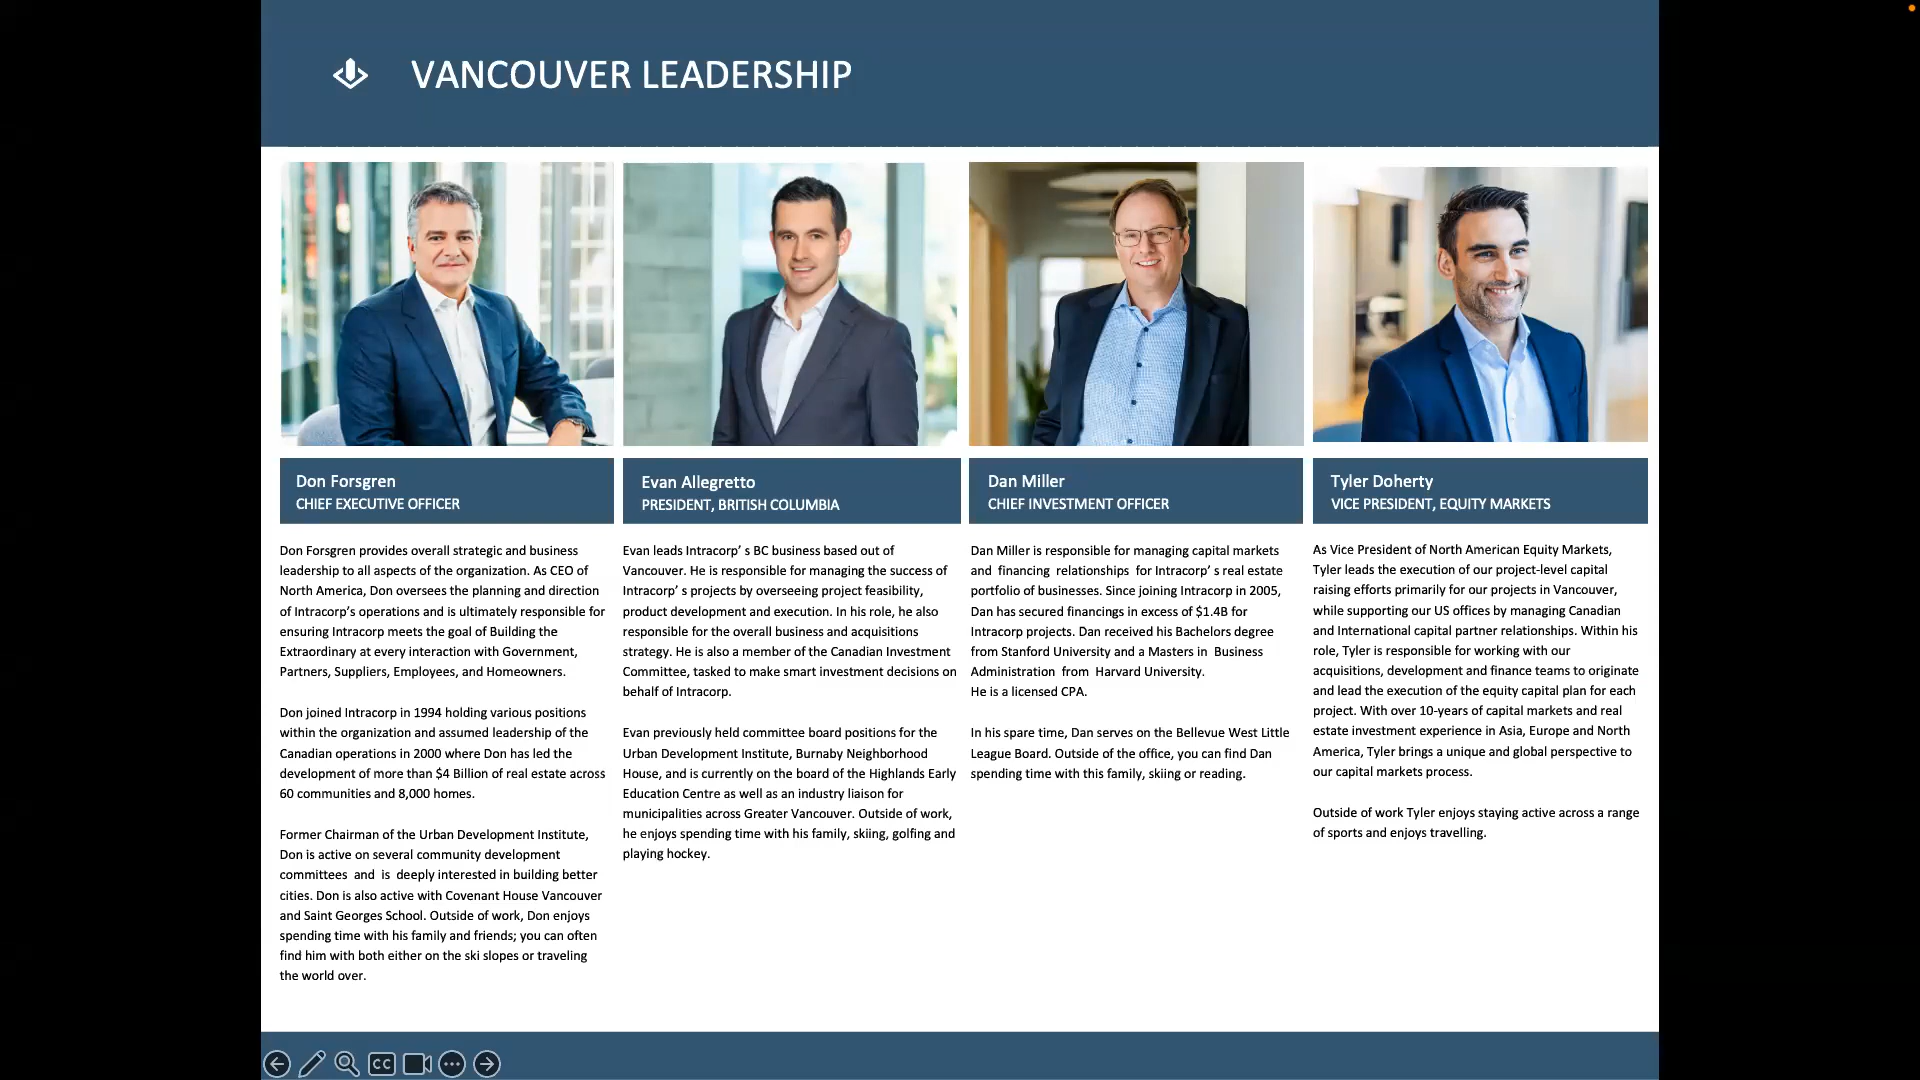 VANCOUVER LEADERSHIP
Don Forsgren
CHIEF EXECUTIVE OFFICER
Don Forsgren provides overall strategic and business
leadership to all aspects of the organization. As CEO of
North America, Don oversees the planning and direction
of Intracorp's operations and is ultimately responsible for
ensuring Intracorp meets the goal of Building the
Extraordinary at every interaction with Government,
Partners, Suppliers, Employees, and Homeowners.
Don joined Intracorp in 1994 holding various positions
within the organization and assumed leadership of the
Canadian operations in 2000 where Don has led the
development of more than $4 Billion of real estate across
60 communities and 8,000 homes.
Former Chairman of the Urban Development Institute,
Don is active on several community development
committees and is deeply interested in building better
cities. Don is also active with Covenant House Vancouver
and Saint Georges School. Outside of work, Don enjoys
spending time with his family and friends; you can often
find him with both either on the ski slopes or traveling
the world over.
Evan Allegretto
PRESIDENT, BRITISH COLUMBIA
Evan leads Intracorp' s BC business based out of
Vancouver. He is responsible for managing the success of
Intracorp' s projects by overseeing project feasibility,
product development and execution. In his role, he also
responsible for the overall business and acquisitions
strategy. He is also a member of the Canadian Investment
Committee, tasked to make smart investment decisions on
behalf of Intracorp.
Evan previously held committee board positions for the
Urban Development Institute, Burnaby Neighborhood
House, and is currently on the board of the Highlands Early
Education Centre as well as an industry liaison for
municipalities across Greater Vancouver. Outside of work,
he enjoys spending time with his family, skiing, golfing and
playing hockey.
Dan Miller
CHIEF INVESTMENT OFFICER
Dan Miller is responsible for managing capital markets
and financing relationships for Intracorp' s real estate
portfolio of businesses. Since joining Intracorp in 2005,
Dan has secured financings in excess of $1.4B for
Intracorp projects. Dan received his Bachelors degree
from Stanford University and a Masters in Business
Administration from Harvard University.
He is a licensed CPA.
In his spare time, Dan serves on the Bellevue West Little
League Board. Outside of the office, you can find Dan
spending time with this family, skiing or reading.
Tyler Doherty
VICE PRESIDENT, EQUITY MARKETS
As Vice President of North American Equity Markets,
Tyler leads the execution of our project-level capital
raising efforts primarily for our projects in Vancouver,
while supporting our US offices by managing Canadian
and International capital partner relationships. Within his
role, Tyler is responsible for working with our
acquisitions, development and finance teams to originate
and lead the execution of the equity capital plan for each
project. With over 10-years of capital markets and real
estate investment experience in Asia, Europe and North
America, Tyler brings a unique and global perspective to
our capital markets process.
Outside of work Tyler enjoys staying active across a range
of sports and enjoys travelling.
CC